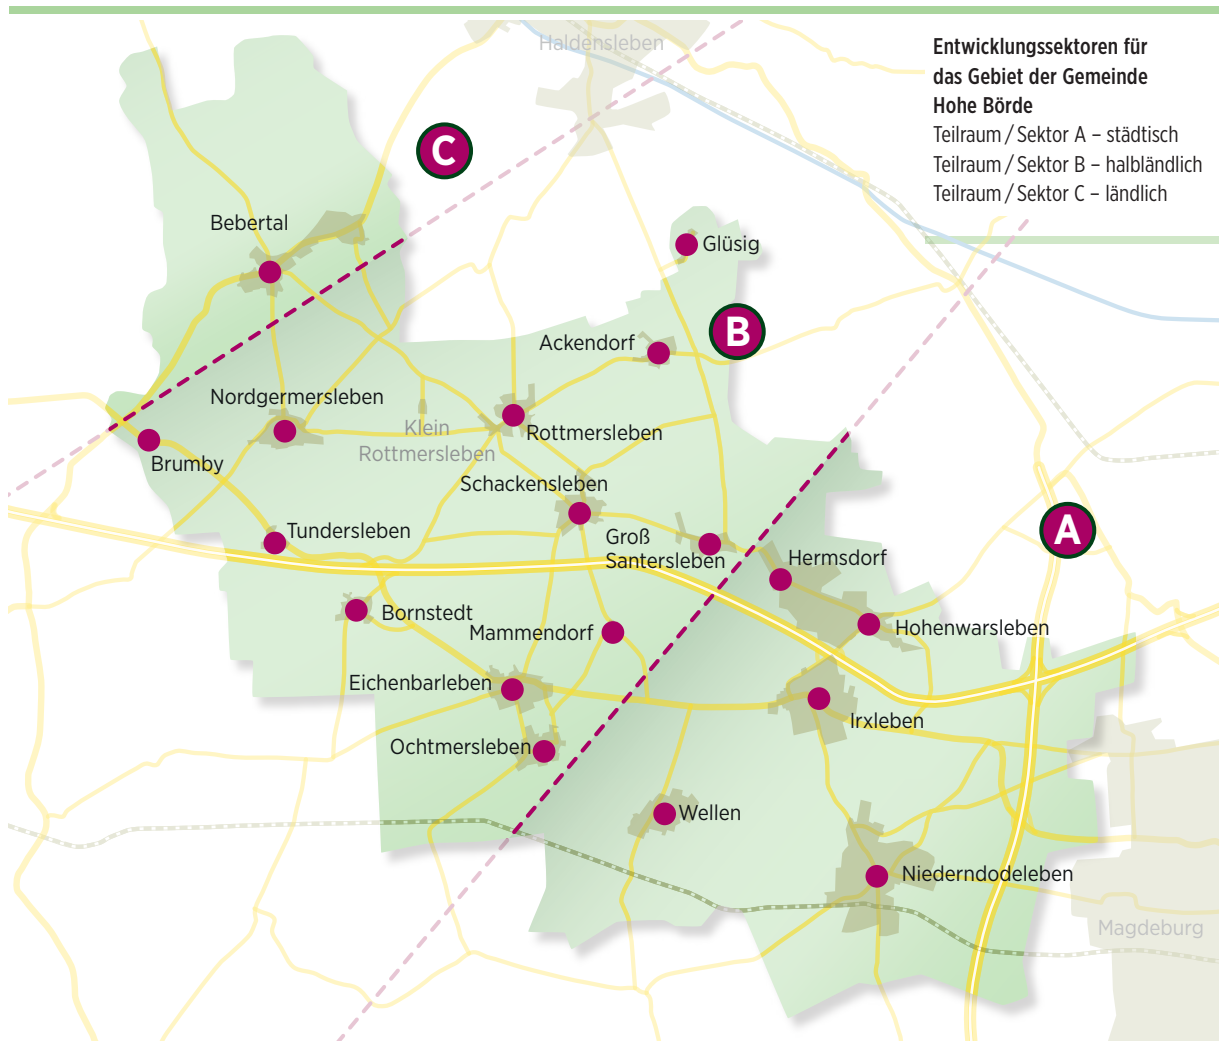 Haldensleben
Entwicklungssektoren für
das Gebiet der Gemeinde
Hohe Börde
Teilraum / Sektor A – städtisch
Teilraum / Sektor B – halbländlich
Teilraum / Sektor C – ländlich
C
Bebertal
Glüsig
B
Ackendorf
Nordgermersleben
Klein
Rottmersleben
Rottmersleben
Brumby
Schackensleben
Tundersleben
Groß
Santersleben
A
Hermsdorf
Bornstedt
Mammendorf
Hohenwarsleben
Eichenbarleben
Irxleben
Ochtmersleben
Wellen
Niederndodeleben
Magdeburg